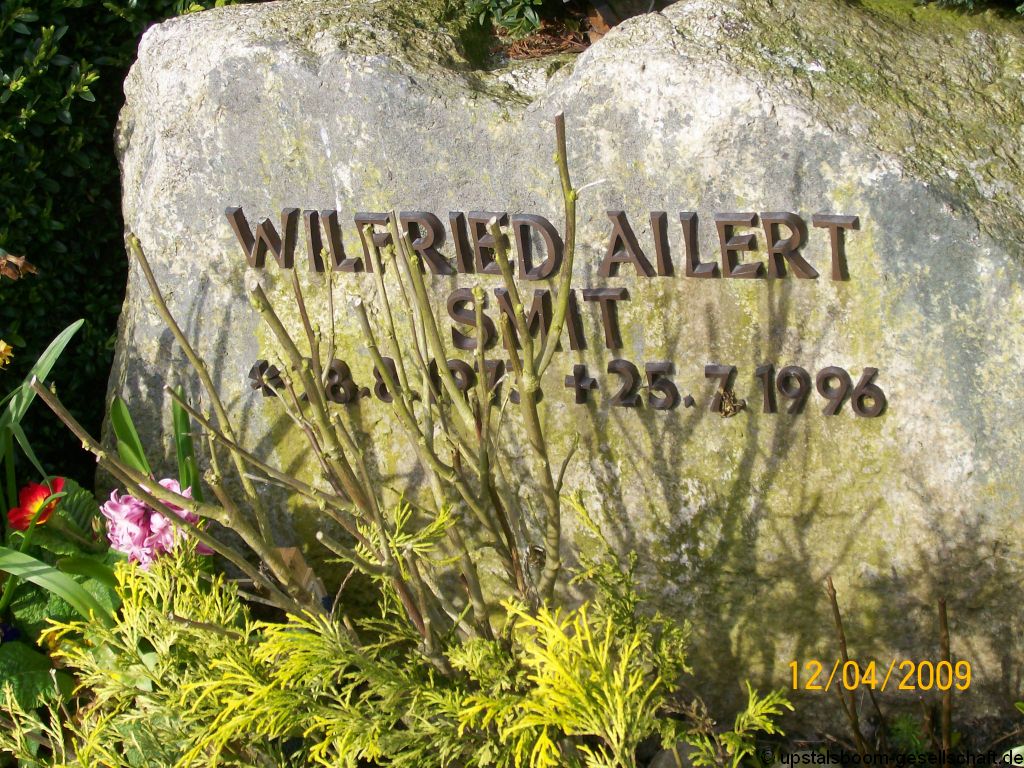 WILFRIED AILERT
SMIT
+ 25.7.1996
12/04/2009
© upstalsboom-gesellschaft.de